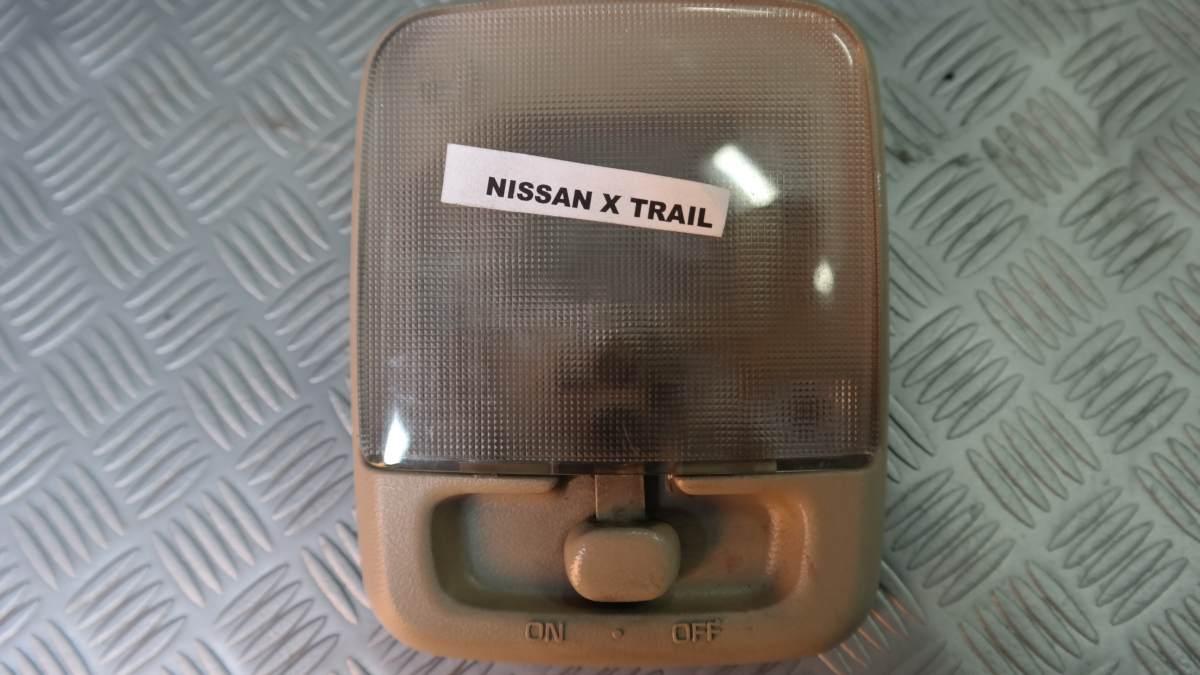 NISSAN X TRAIL
ON • OFF